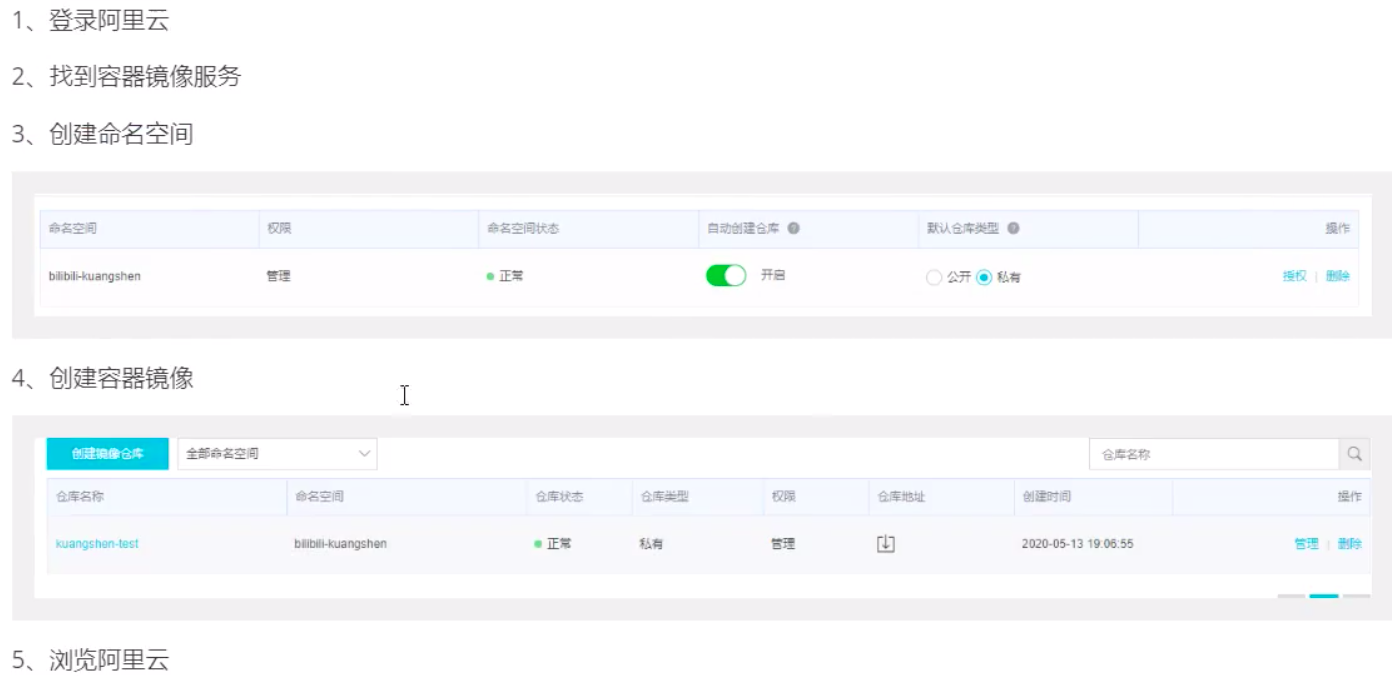 1、登录阿里云
2、找到容器镜像服务
3、创建命名空间
命名空间 权限 命名空间状态 自动创建仓库 默认仓库类型 操作
bilibili-kuangshen 管理 正常 开启 公开 私有 授权 | 删除
4、创建容器镜像
创建镜像仓库 全部命名空间 仓库名称
仓库名称 命名空间 仓库状态 仓库类型 权限 仓库地址 创建时间 操作
kuangshen-test bilibili-kuangshen 正常 私有 管理 2020-05-13 19:06:55 管理 | 删除
5、浏览阿里云